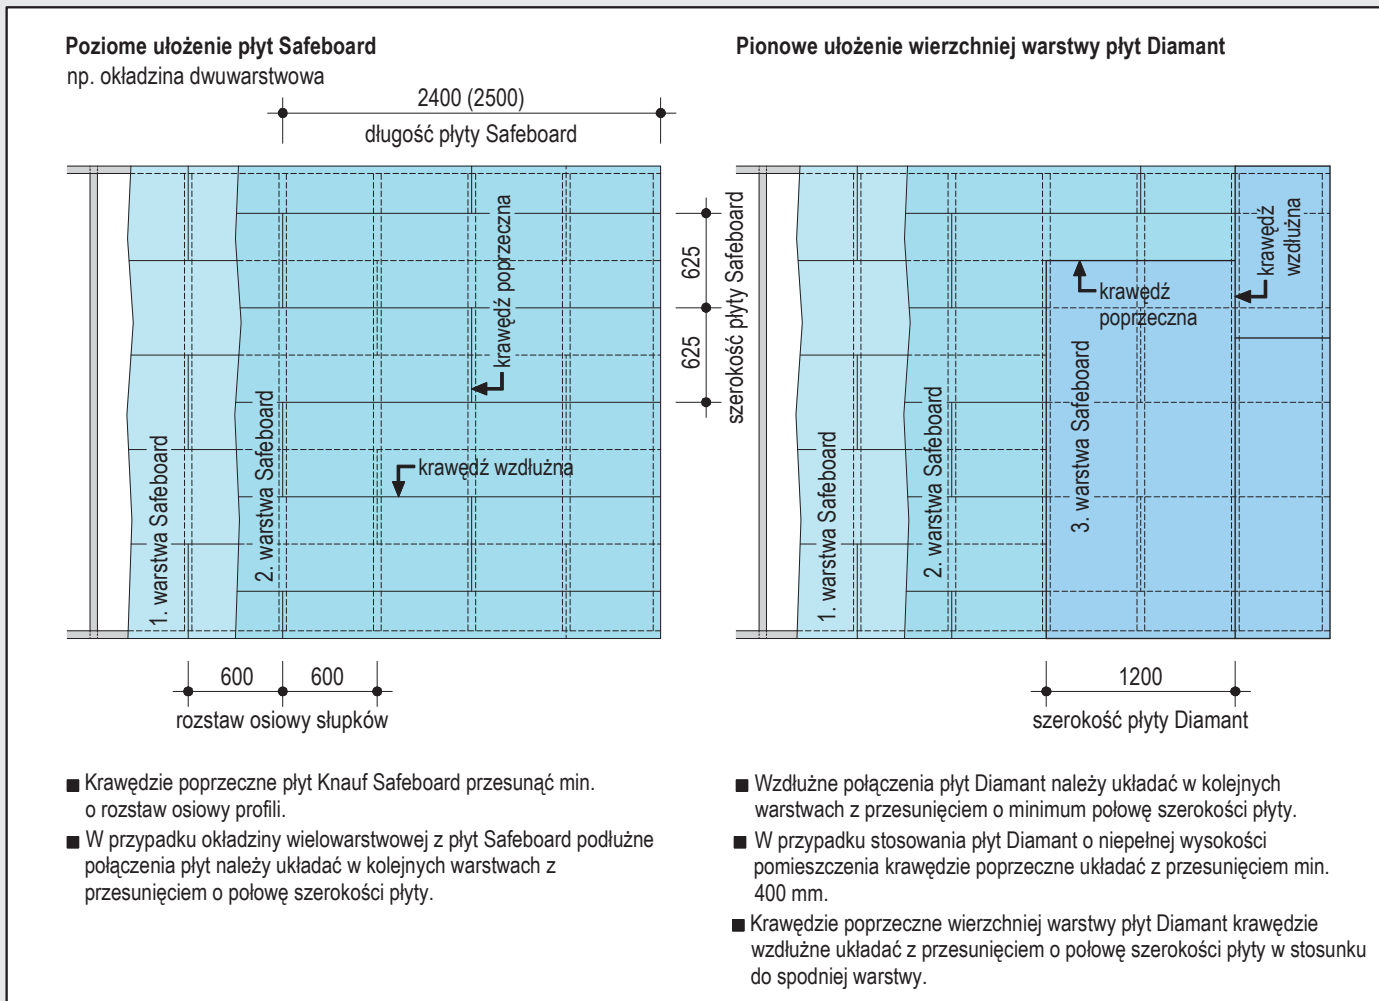 Poziome ułożenie płyt Safeboard
np. okładzina dwuwarstwowa
2400 (2500)
długość płyty Safeboard
krawędź poprzeczna
625
625
szerokość płyty Safeboard
krawędź wzdłużna
1. warstwa Safeboard
2. warstwa Safeboard
600
600
rozstaw osiowy słupków
■ Krawędzie poprzeczne płyt Knauf Safeboard przesunąć min.
o rozstaw osiowy profili.
■ W przypadku okładziny wielowarstwowej z płyt Safeboard podłużne
połączenia płyt należy układać w kolejnych warstwach z
przesunięciem o połowę szerokości płyty.
Pionowe ułożenie wierzchniej warstwy płyt Diamant
krawędź
wzdłużna
krawędź
poprzeczna
1. warstwa Safeboard
2. warstwa Safeboard
3. warstwa Safeboard
1200
szerokość płyty Diamant
■ Wzdłużne połączenia płyt Diamant należy układać w kolejnych
warstwach z przesunięciem o minimum połowę szerokości płyty.
■ W przypadku stosowania płyt Diamant o niepełnej wysokości
pomieszczenia krawędzie poprzeczne układać z przesunięciem min.
400 mm.
■ Krawędzie poprzeczne wierzchniej warstwy płyt Diamant krawędzie
wzdłużne układać z przesunięciem o połowę szerokości płyty w stosunku
do spodniej warstwy.